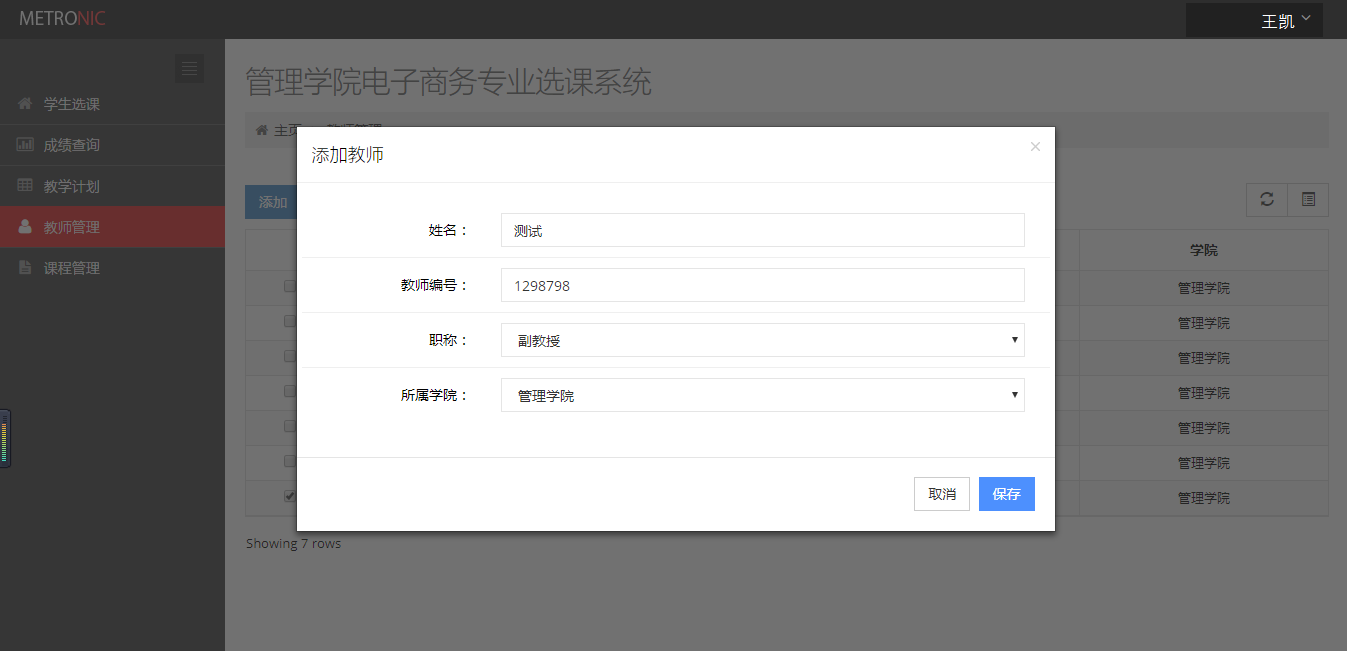 METRONIC
王凯
学生选课
成绩查询
教学计划
教师管理
课程管理
管理学院电子商务专业选课系统
主页
教师管理
添加教师
×
添加
姓名：
测试
教师编号：
1298798
职称：
副教授
所属学院：
管理学院
取消
保存
学院
管理学院
管理学院
管理学院
管理学院
管理学院
管理学院
管理学院
Showing 7 rows